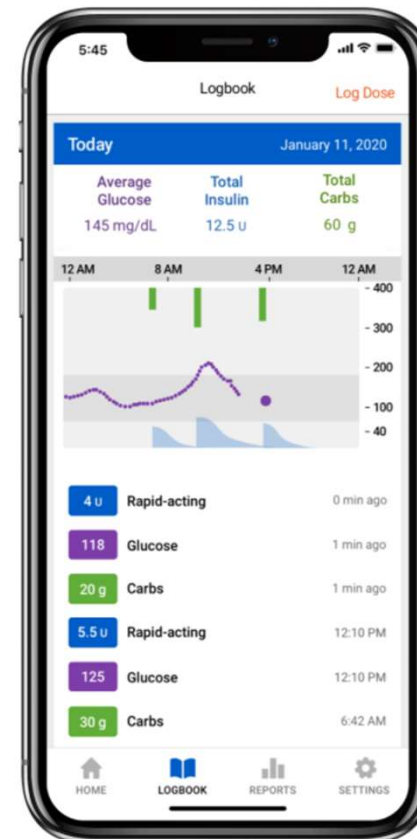 5:45
Logbook
Log Dose
Today January 11, 2020
Average Glucose
Total Insulin
Total Carbs
145 mg/dL
12.5 U
60 g
12 AM 8 AM 4 PM 12 AM
- 400
- 300
- 200
- 100
- 40
4 U Rapid-acting 0 min ago
118 Glucose 1 min ago
20 g Carbs 1 min ago
5.5 U Rapid-acting 12:10 PM
125 Glucose 12:10 PM
30 g Carbs 6:42 AM
HOME LOGBOOK REPORTS SETTINGS